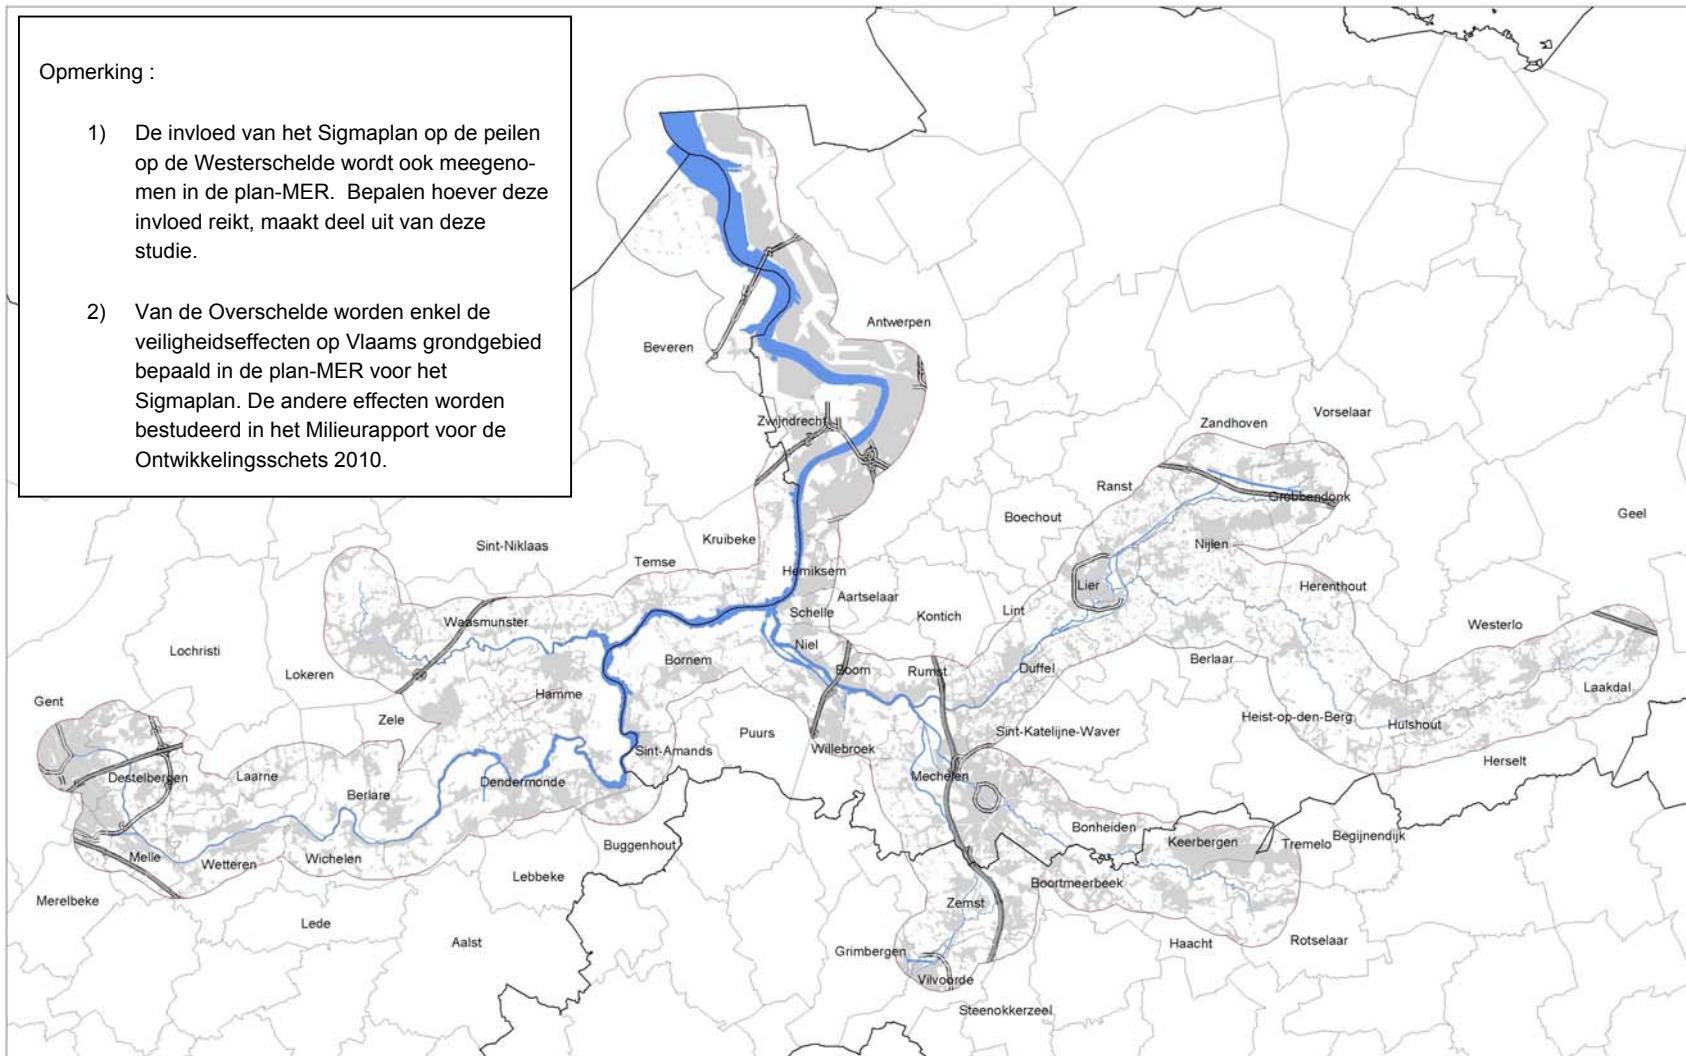 Opmerking :
1) De invloed van het Sigmaplan op de peilen
op de Westerschelde wordt ook meegeno-
men in de plan-MER. Bepalen hoever deze
invloed reikt, maakt deel uit van deze
studie.
2) Van de Overschelde worden enkel de
veiligheidseffecten op Vlaams grondgebied
bepaald in de plan-MER voor het
Sigmaplan. De andere effecten worden
bestudeerd in het Milieurapport voor de
Ontwikkelingsschets 2010.
Antwerpen
Beveren
Zwijndrecht
Zandhoven
Vorselaar
Ranst
Grobbendonk
Boechout
Geel
Kruibeke
Sint-Niklaas
Temse
Nijlen
Hemiksem
Lier
Herenthout
Aartselaar
Schelle
Kontich
Lint
Waasmunster
Westerlo
Niel
Lochristi
Bornem
Boom
Rumst
Duffel
Berlaar
Lokeren
Laakdal
Hamme
Gent
Zele
Heist-op-den-Berg
Hulshout
Sint-Katelijne-Waver
Puurs
Sint-Amands
Willebroek
Herselt
Destelbergen
Laarne
Dendermonde
Mechelen
Berlare
Bonheiden
Begijnendijk
Keerbergen
Tremelo
Buggenhout
Melle
Wetteren
Wichelen
Lebbeke
Boortmeerbeek
Merelbeke
Zemst
Lede
Aalst
Haacht
Rotselaar
Grimbergen
Vilvoorde
Steenokkerzeel